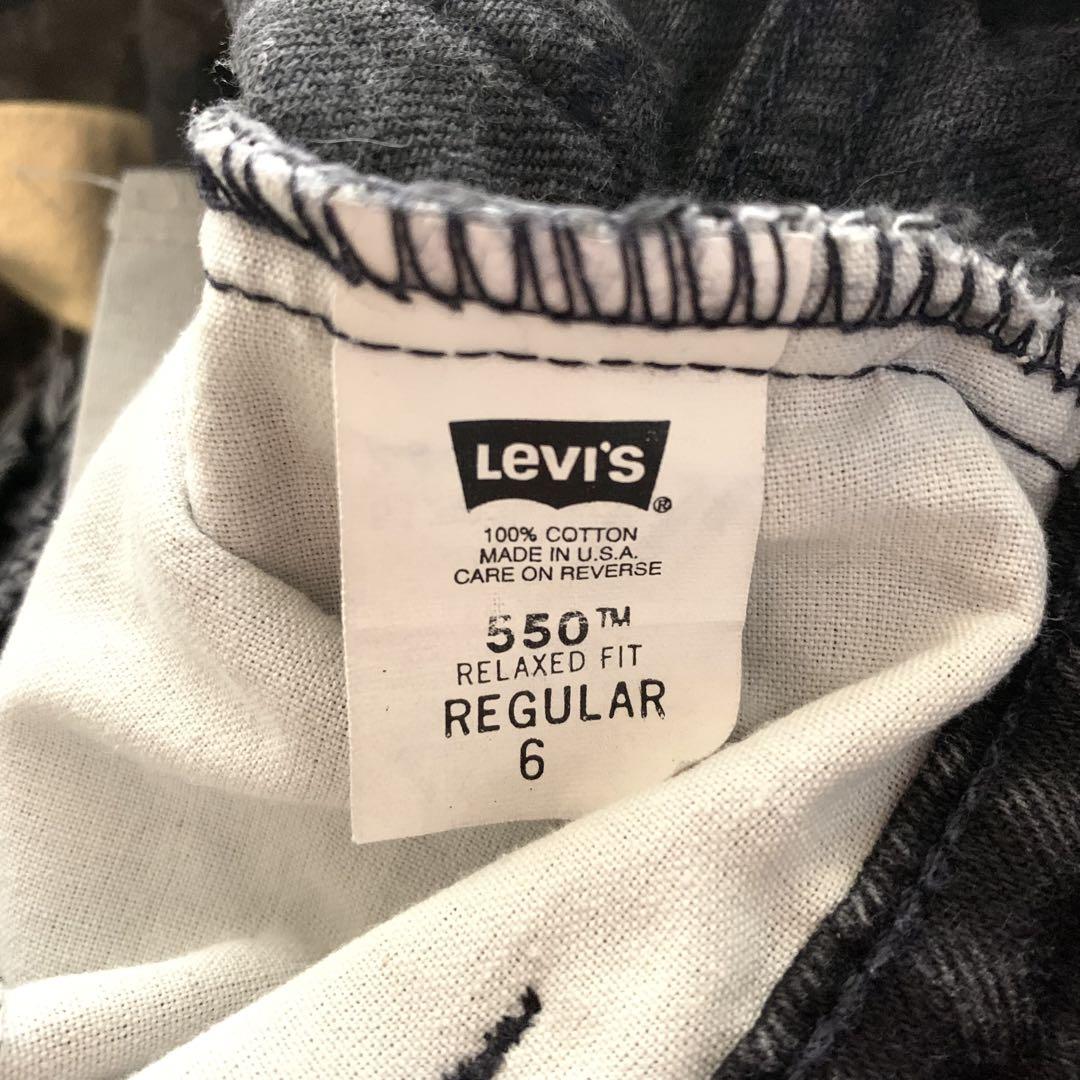 Levi's ®
100% COTTON
MADE IN U.S.A.
CARE ON REVERSE
550™
RELAXED FIT
REGULAR
6